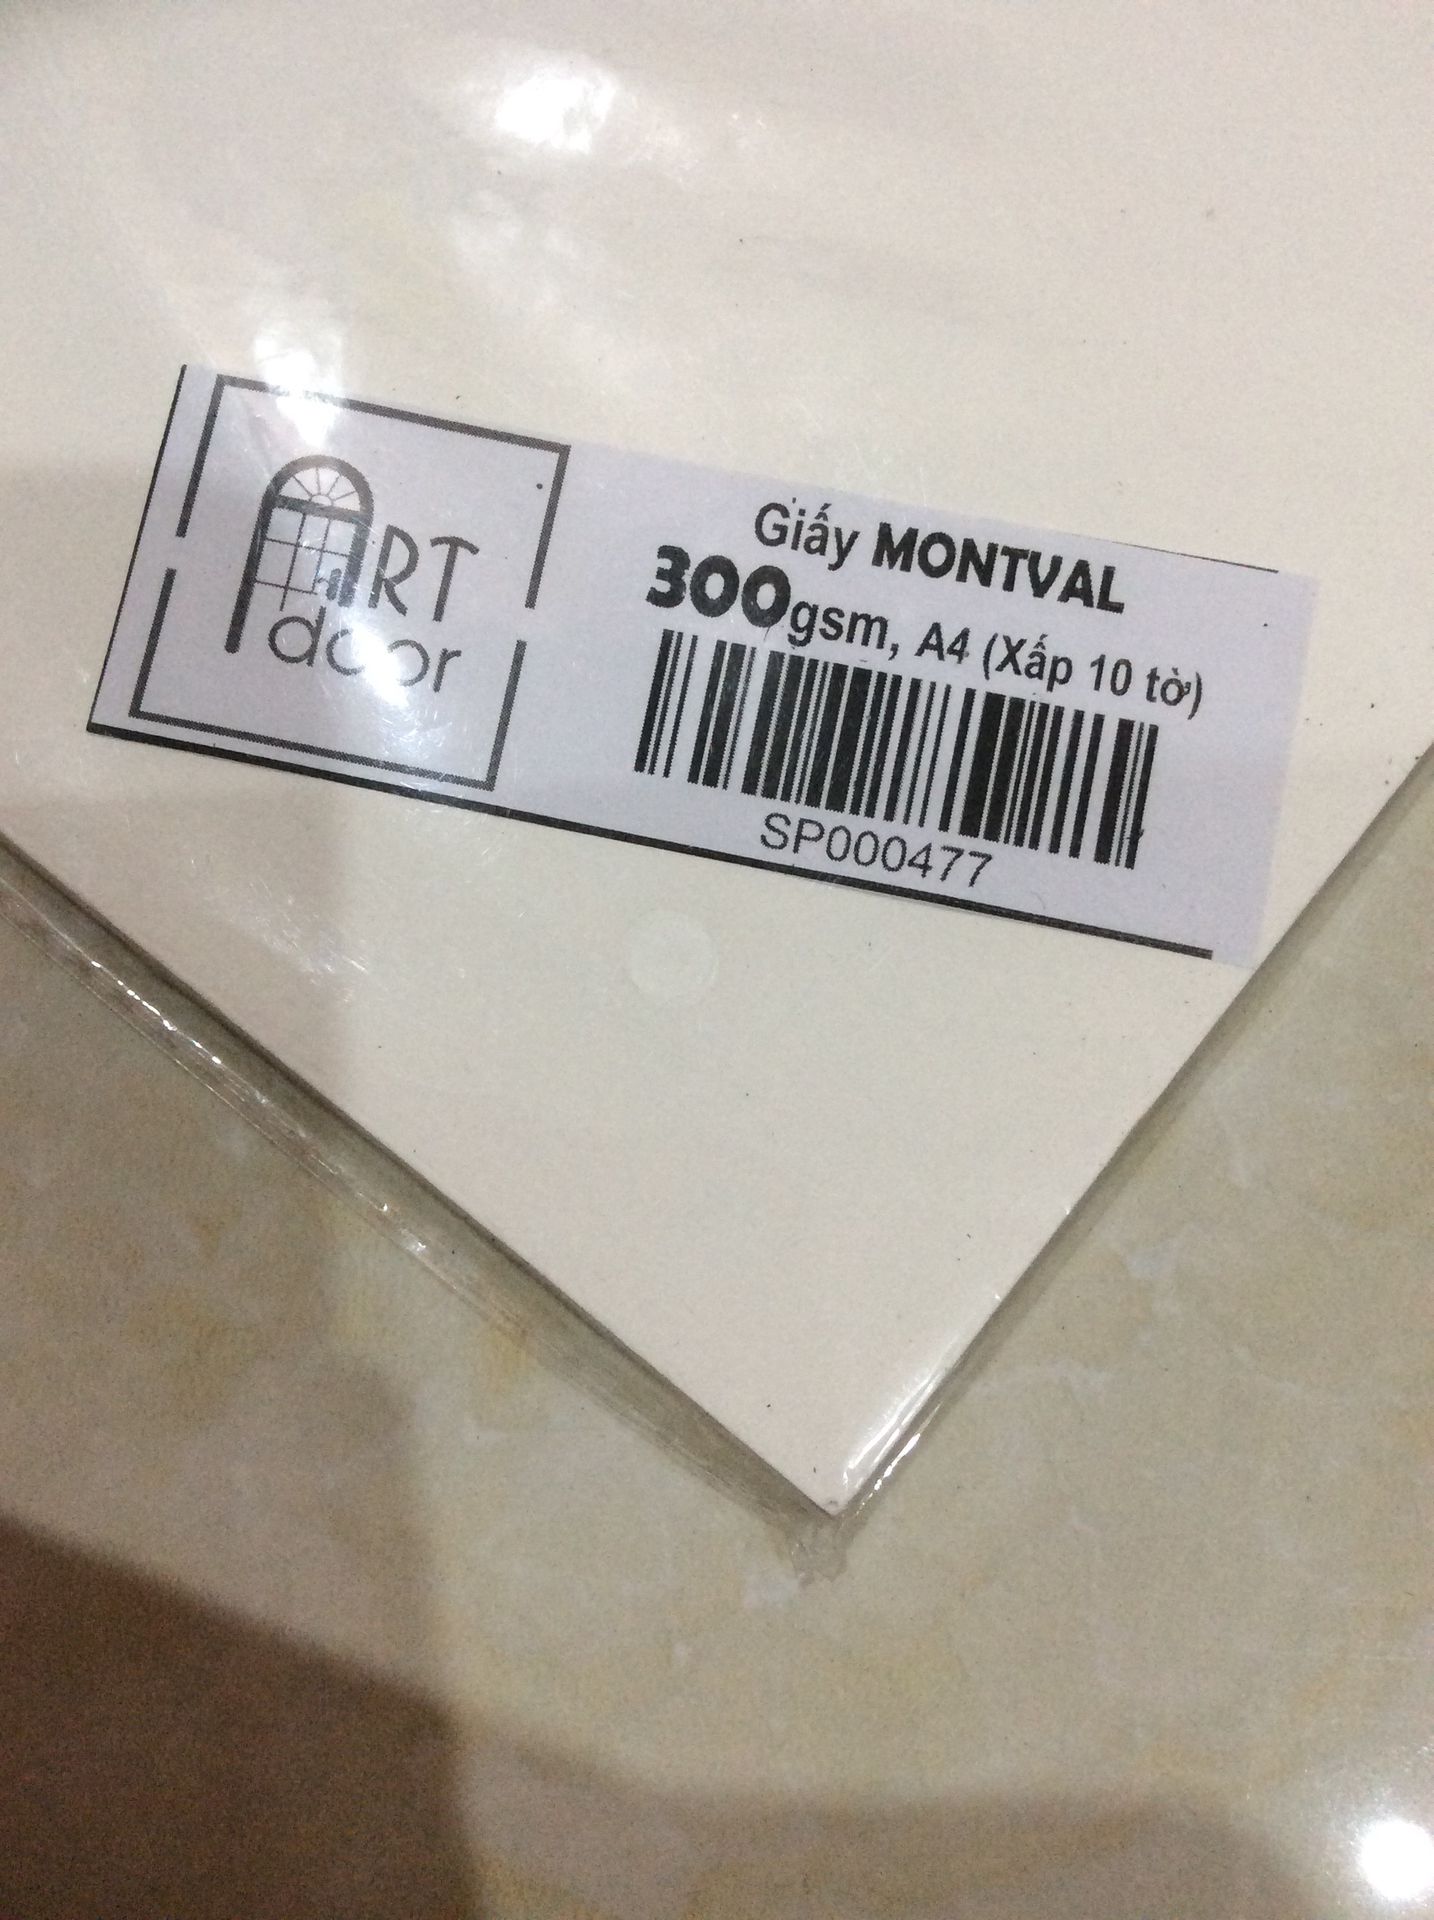 ART
door
Giấy MONTVAL
300gsm, A4 (Xấp 10 tờ)
SP000477